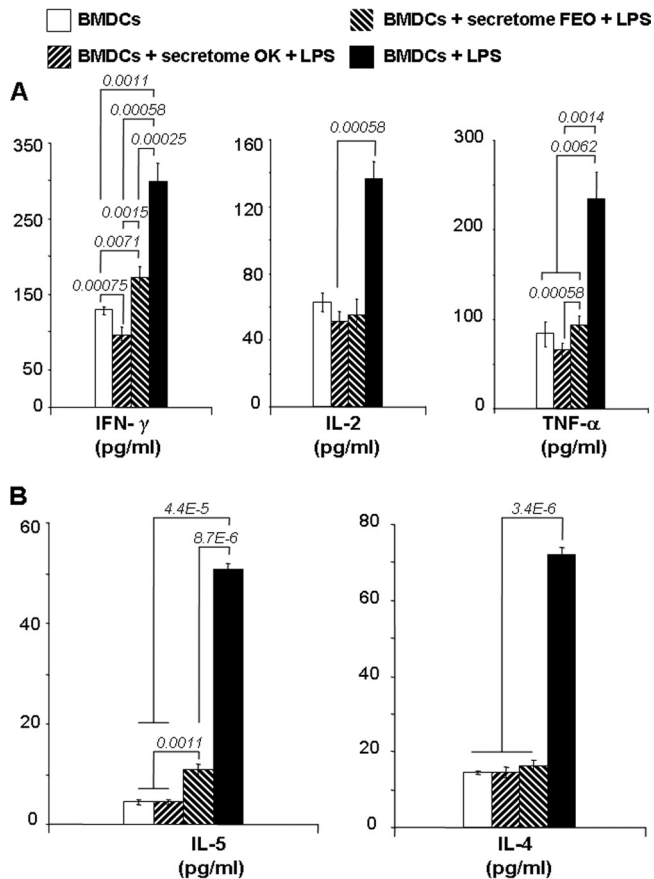 BMDCs
BMDCs + secretome FEO + LPS
BMDCs + secretome OK + LPS
BMDCs + LPS
A
0.0011
0.00058
0.00025
0.0015
0.0071
0.00075
350
300
250
150
100
50
0
IFN- γ
(pg/ml)
0.00058
160
140
120
80
60
40
0
IL-2
(pg/ml)
0.0014
0.0062
0.00058
300
200
100
0
TNF-α
(pg/ml)
B
4.4E-5
8.7E-6
0.0011
60
40
20
0
IL-5
(pg/ml)
3.4E-6
80
60
40
20
0
IL-4
(pg/ml)